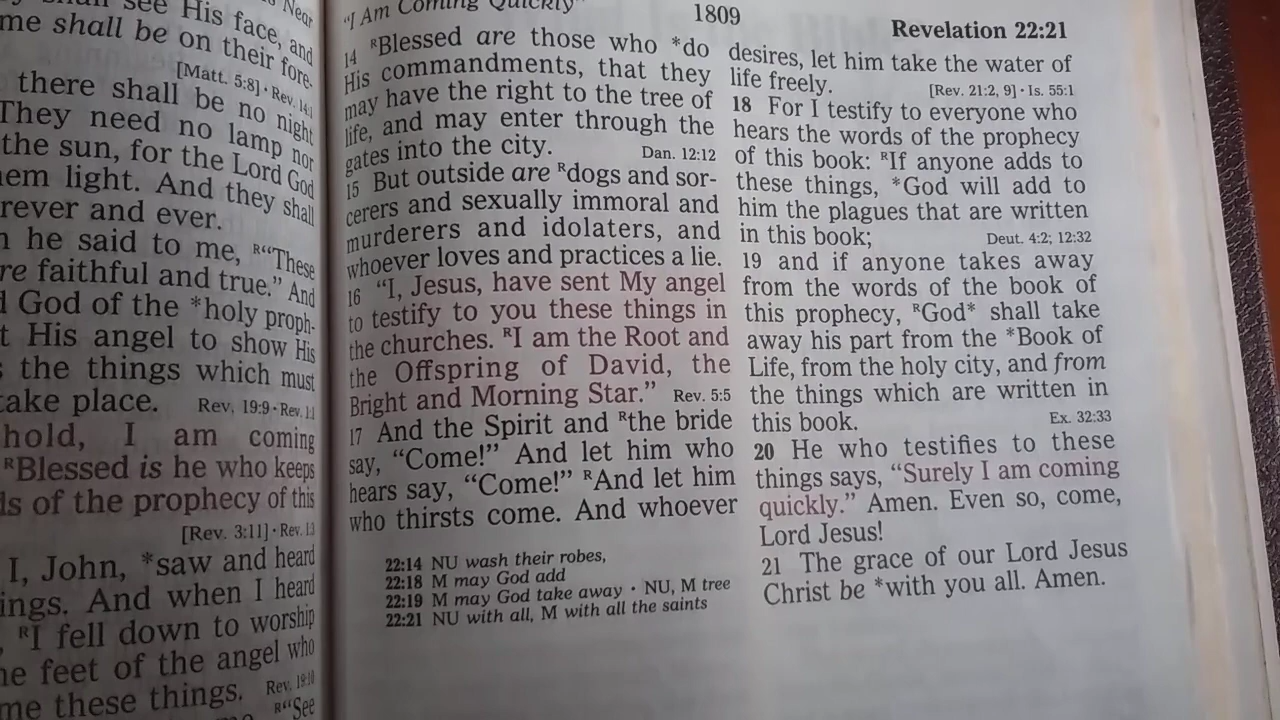 see His face, and
me shall be on their fore-
[Matt. 5:8] · Rev. 14:1
there shall be no night
They need no lamp nor
the sun, for the Lord God
em light. And they shall
rever and ever.
he said to me, R“These
re faithful and true.” And
God of the *holy proph-
t His angel to show His
the things which must
take place. Rev. 19:9 · Rev. 1:1
hold, I am coming
RBlessed is he who keeps
ds of the prophecy of this
[Rev. 3:11] · Rev. 1:3
I, John, *saw and heard
ings. And when I heard
RI fell down to worship
he feet of the angel who
me these things. Rev. 19:10
R“See
“I Am Coming Quickly”
1809
Revelation 22:21
14 RBlessed are those who *do
His commandments, that they
may have the right to the tree of
life, and may enter through the
gates into the city. Dan. 12:12
15 But outside are Rdogs and sor-
cerers and sexually immoral and
murderers and idolaters, and
whoever loves and practices a lie.
16 “I, Jesus, have sent My angel
to testify to you these things in
the churches. RI am the Root and
the Offspring of David, the
Bright and Morning Star.” Rev. 5:5
17 And the Spirit and Rthe bride
say, “Come!” And let him who
hears say, “Come!” RAnd let him
who thirsts come. And whoever
22:14 NU wash their robes,
22:18 M may God add
22:19 M may God take away · NU, M tree
22:21 NU with all, M with all the saints
desires, let him take the water of
life freely. [Rev. 21:2, 9] · Is. 55:1
18 For I testify to everyone who
hears the words of the prophecy
of this book: RIf anyone adds to
these things, *God will add to
him the plagues that are written
in this book; Deut. 4:2; 12:32
19 and if anyone takes away
from the words of the book of
this prophecy, RGod* shall take
away his part from the *Book of
Life, from the holy city, and from
the things which are written in
this book. Ex. 32:33
20 He who testifies to these
things says, “Surely I am coming
quickly.” Amen. Even so, come,
Lord Jesus!
21 The grace of our Lord Jesus
Christ be *with you all. Amen.